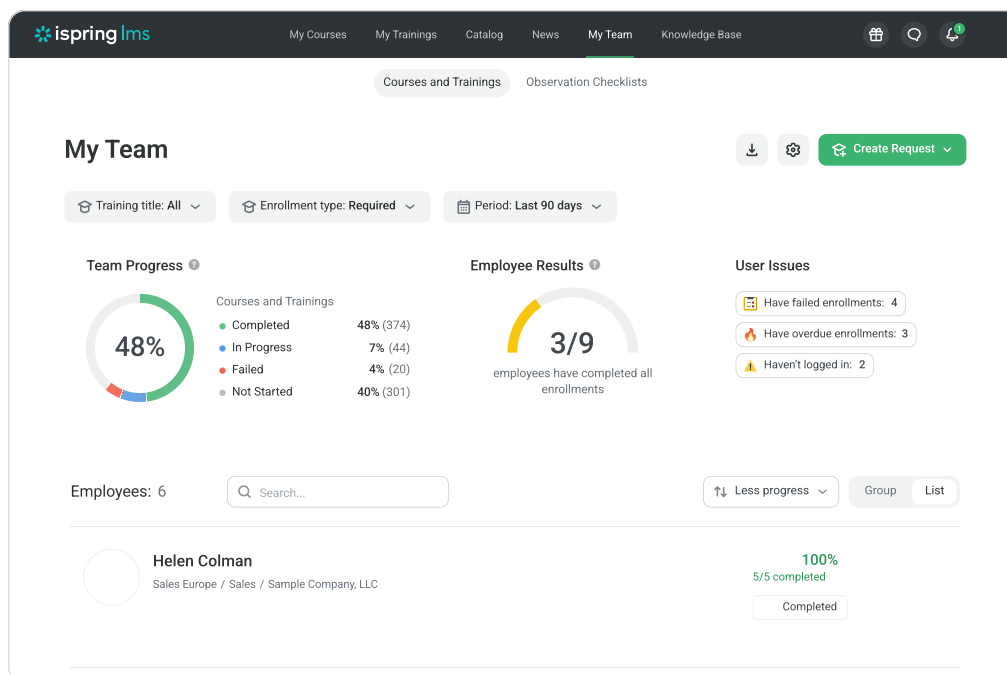 ispring lms
My Courses My Trainings Catalog News My Team Knowledge Base
1
Courses and Trainings Observation Checklists
My Team
Create Request
Training title: All Enrollment type: Required Period: Last 90 days
Team Progress ?
48%
Courses and Trainings
Completed 48% (374)
In Progress 7% (44)
Failed 4% (20)
Not Started 40% (301)
Employee Results ?
3/9
employees have completed all
enrollments
User Issues
Have failed enrollments: 4
Have overdue enrollments: 3
Haven't logged in: 2
Employees: 6 Search... Less progress Group List
Helen Colman
Sales Europe / Sales / Sample Company, LLC
100%
5/5 completed
Completed